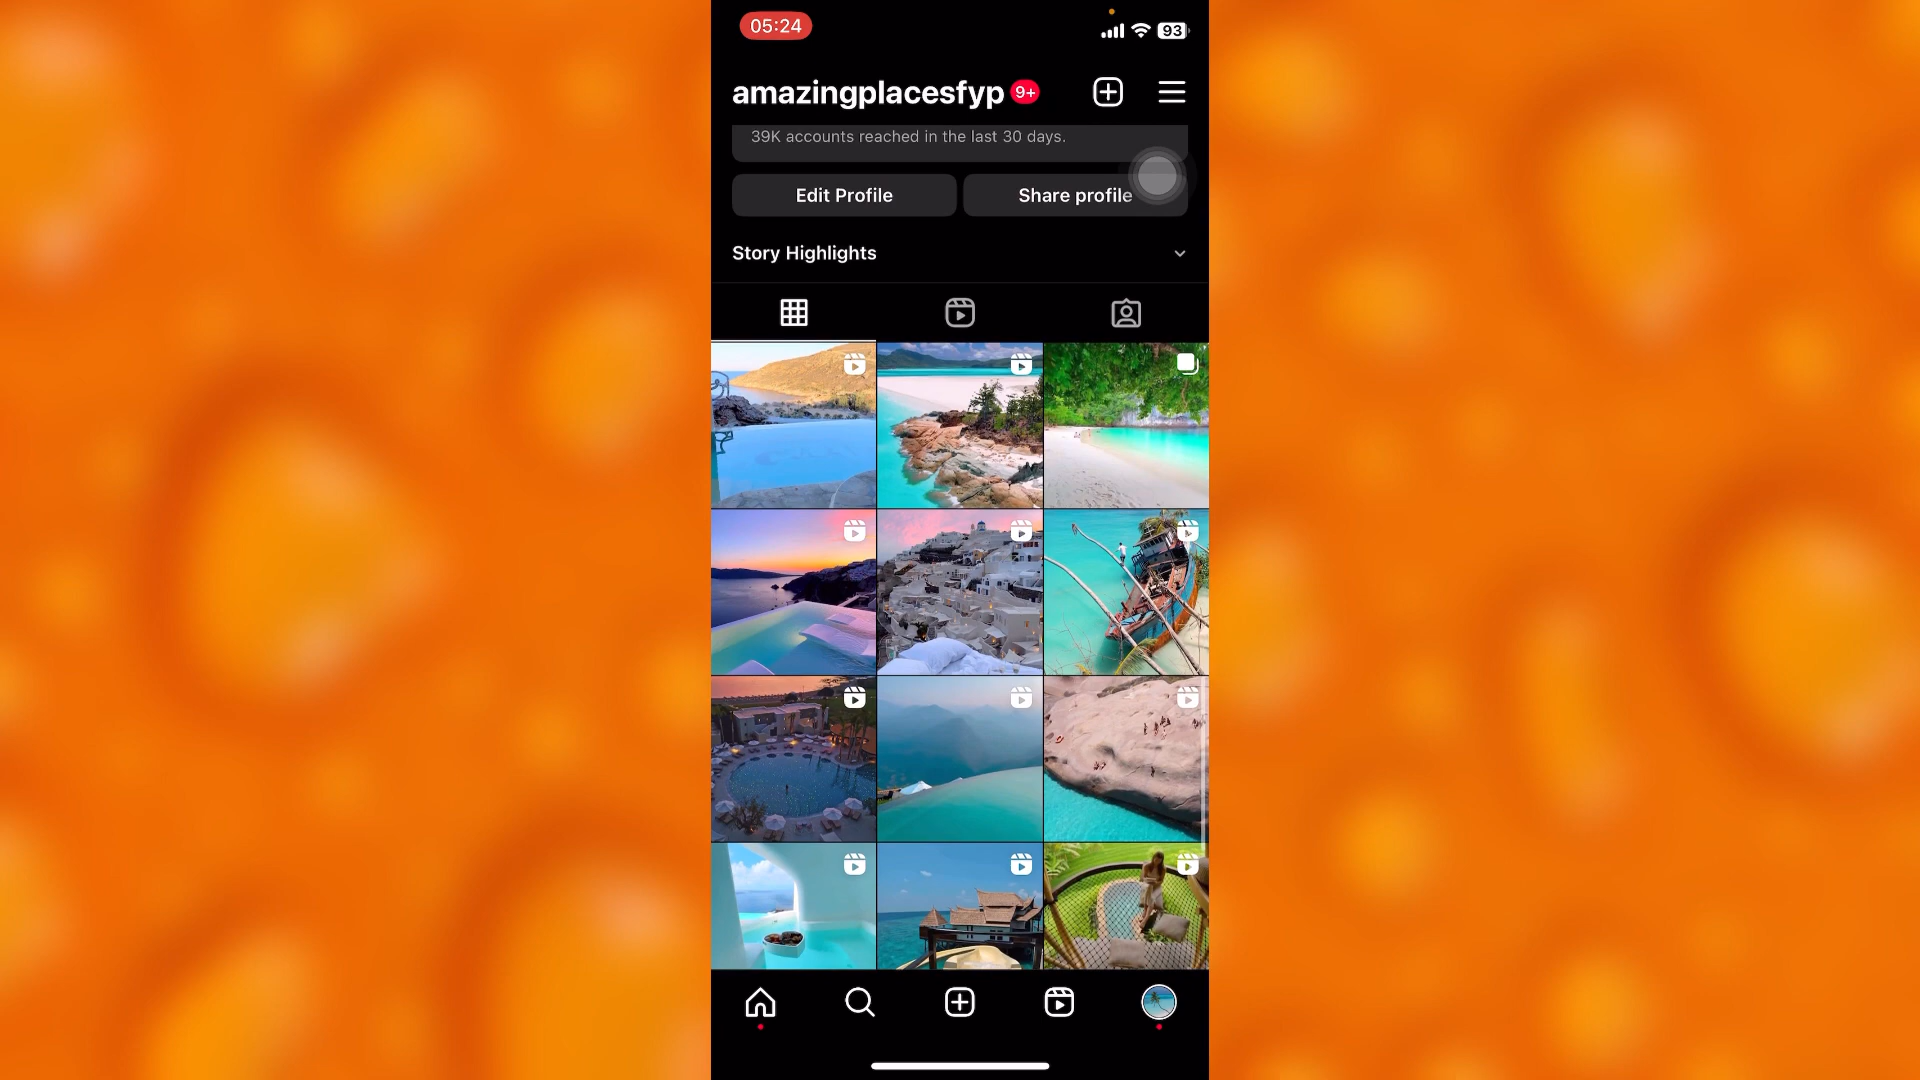 05:24
93
amazingplacesfyp 9+
39K accounts reached in the last 30 days.
Edit Profile
Share profile
Story Highlights